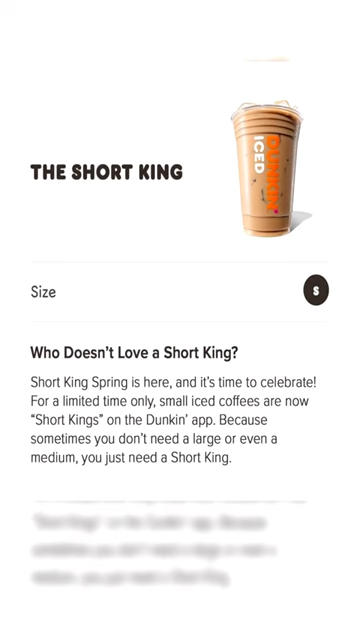 THE SHORT KING
DUNKIN'
ICED
Size
S
Who Doesn't Love a Short King?
Short King Spring is here, and it's time to celebrate!
For a limited time only, small iced coffees are now
“Short Kings” on the Dunkin’ app. Because
sometimes you don’t need a large or even a
medium, you just need a Short King.